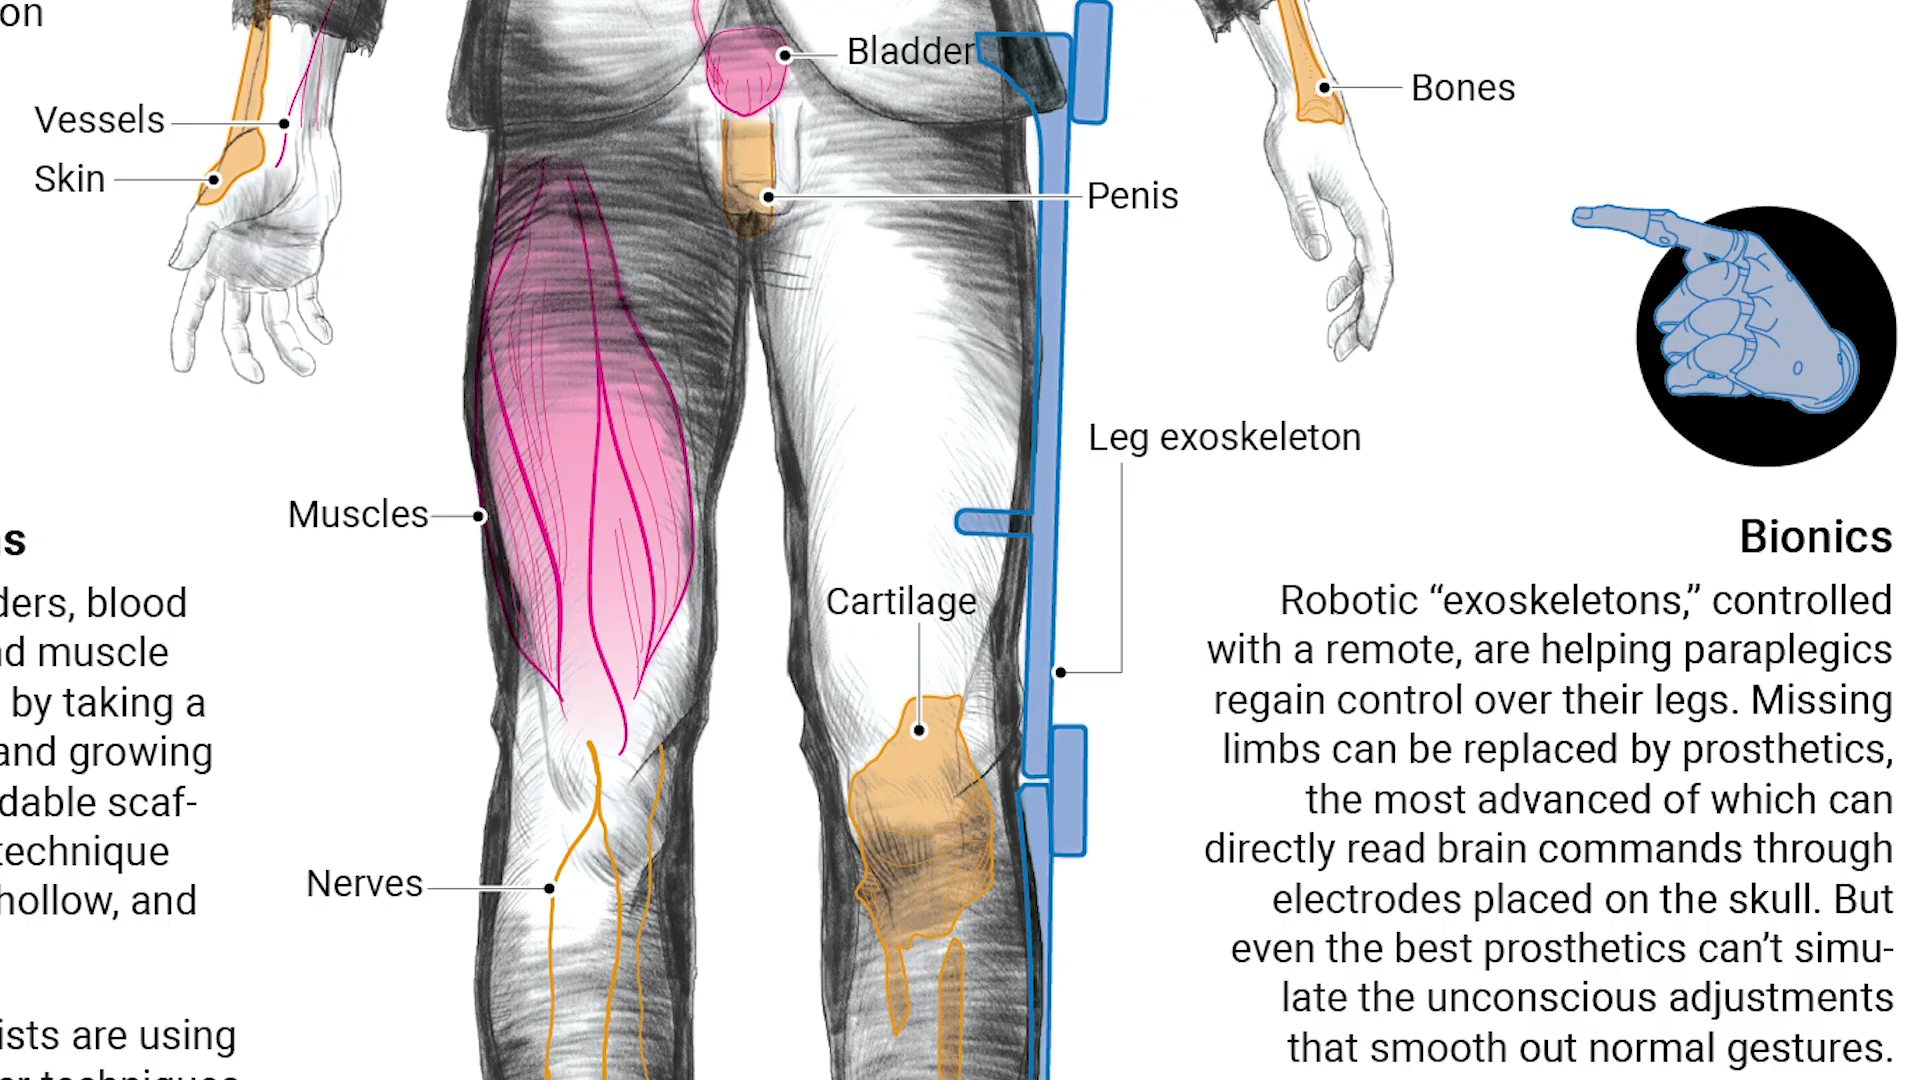 on
Bladder
Bones
Vessels
Skin
Penis
Leg exoskeleton
Muscles
Cartilage
Nerves
s
ders, blood
d muscle
by taking a
and growing
dable scaf-
technique
hollow, and
ists are using
er techniques
Bionics
Robotic “exoskeletons,” controlled
with a remote, are helping paraplegics
regain control over their legs. Missing
limbs can be replaced by prosthetics,
the most advanced of which can
directly read brain commands through
electrodes placed on the skull. But
even the best prosthetics can’t simu-
late the unconscious adjustments
that smooth out normal gestures.